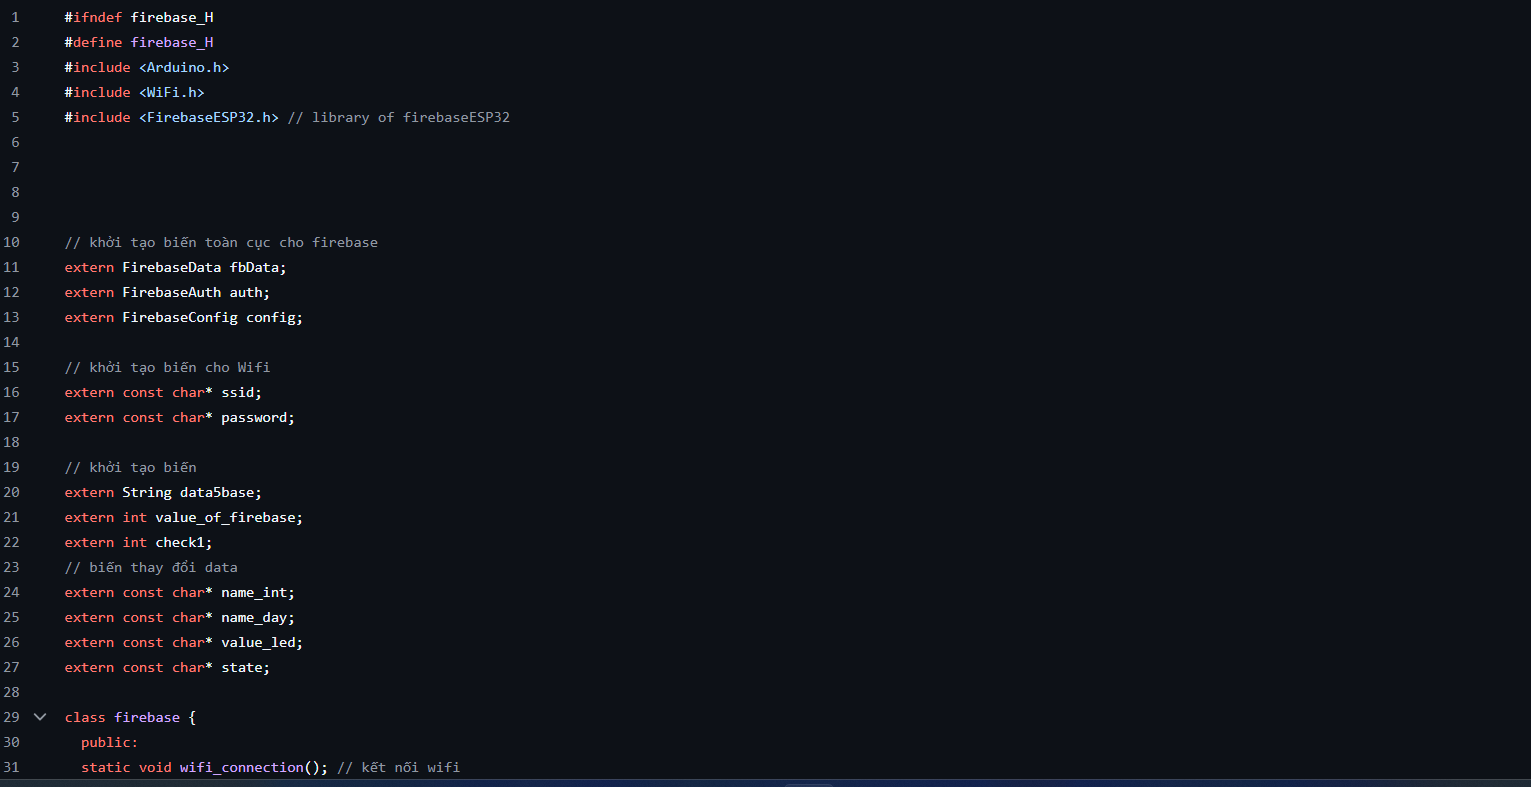 1 #ifndef firebase_H
2 #define firebase_H
3 #include <Arduino.h>
4 #include <WiFi.h>
5 #include <FirebaseESP32.h> // library of firebaseESP32
6
7
8
9
10 // khởi tạo biến toàn cục cho firebase
11 extern FirebaseData fbData;
12 extern FirebaseAuth auth;
13 extern FirebaseConfig config;
14
15 // khởi tạo biến cho Wifi
16 extern const char* ssid;
17 extern const char* password;
18
19 // khởi tạo biến
20 extern String data5base;
21 extern int value_of_firebase;
22 extern int check1;
23 // biến thay đổi data
24 extern const char* name_int;
25 extern const char* name_day;
26 extern const char* value_led;
27 extern const char* state;
28
29 class firebase {
30 public:
31 static void wifi_connection(); // kết nối wifi